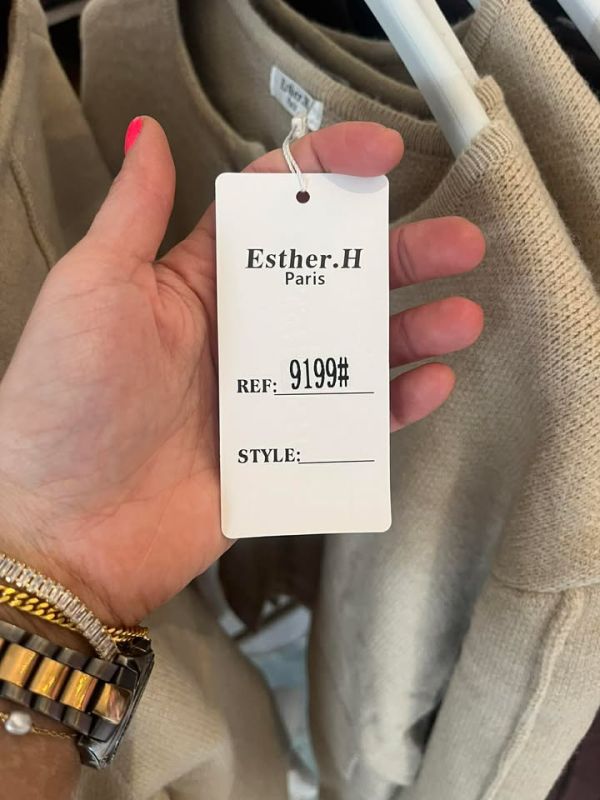 Esther.H
Paris
REF: 9199#
STYLE: